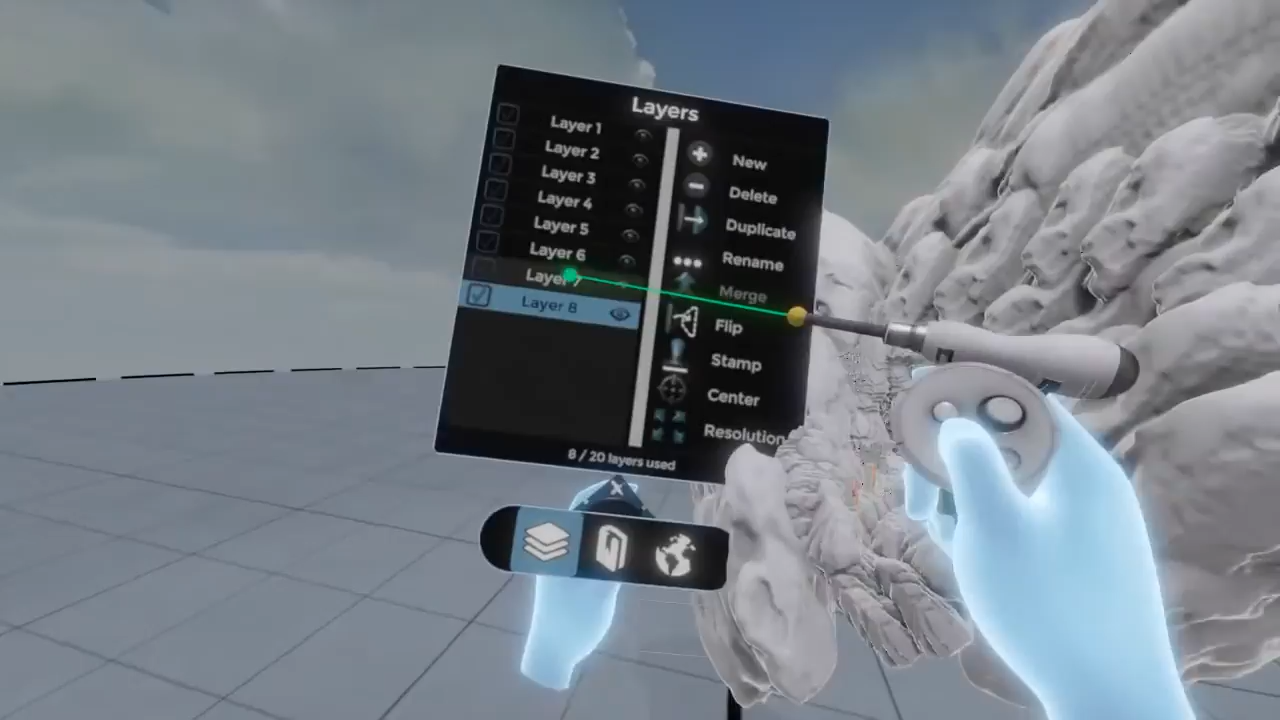 Layers
Layer 1
Layer 2
Layer 3
Layer 4
Layer 5
Layer 6
Layer 7
Layer 8
New
Delete
Duplicate
Rename
Merge
Flip
Stamp
Center
Resolution
8 / 20 layers used
X